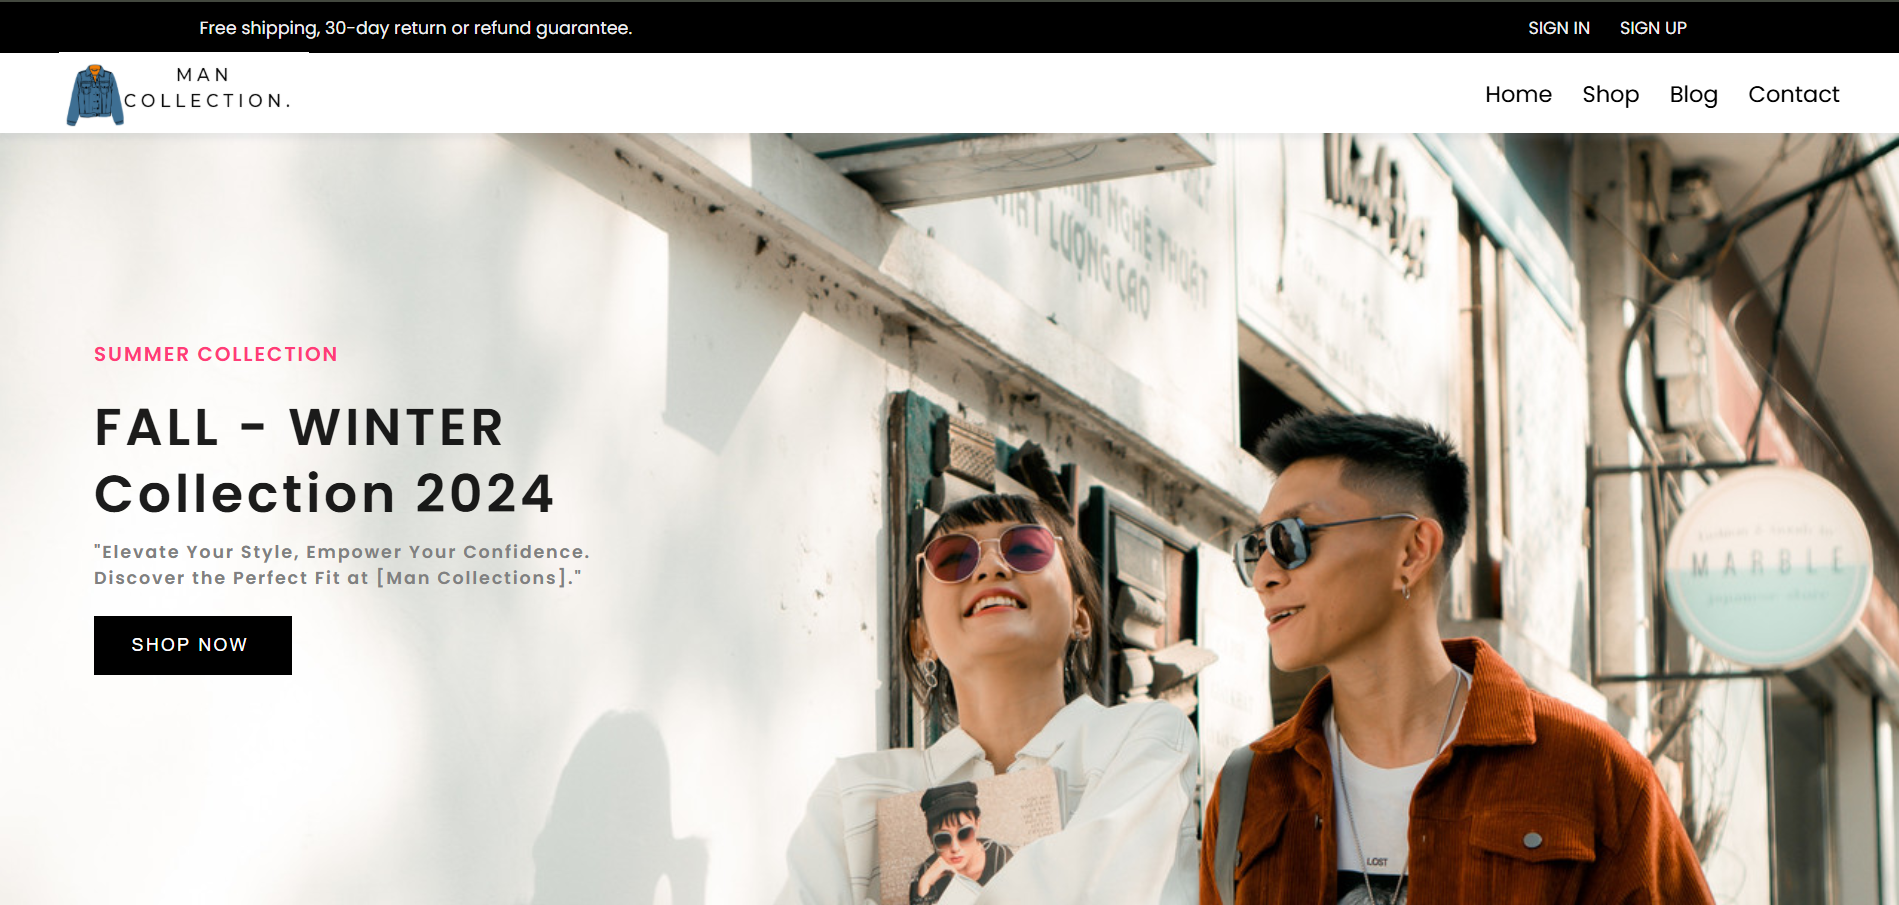 Free shipping, 30-day return or refund guarantee.
SIGN IN SIGN UP
MAN
COLLECTION.
Home Shop Blog Contact
NGHỆ THUẬT
LƯỢNG CAO
SUMMER COLLECTION
FALL - WINTER
Collection 2024
"Elevate Your Style, Empower Your Confidence.
Discover the Perfect Fit at [Man Collections]."
SHOP NOW
MARBLE
japanese store
LOST